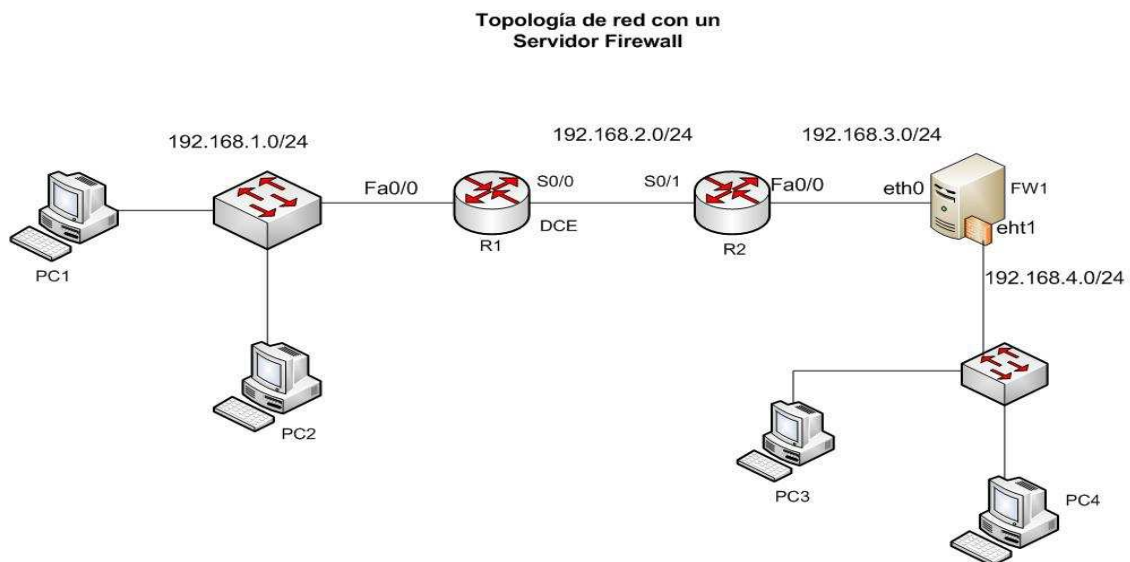 Topología de red con un
Servidor Firewall
192.168.1.0/24
192.168.2.0/24
192.168.3.0/24
Fa0/0
S0/0
S0/1
Fa0/0
eth0
FW1
DCE
eht1
R1
R2
PC1
192.168.4.0/24
PC2
PC3
PC4